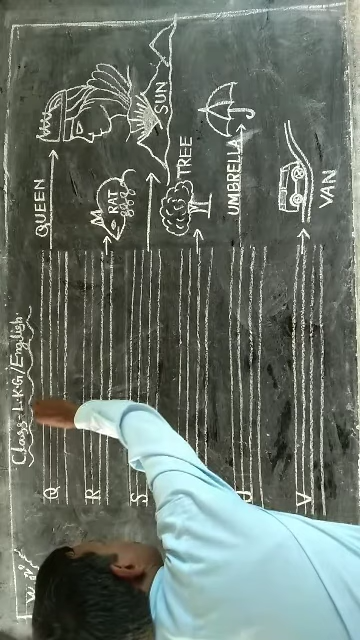 Class-L.K.G/English
Q QUEEN
R RAT
S SUN
TREE
U UMBRELLA
V VAN